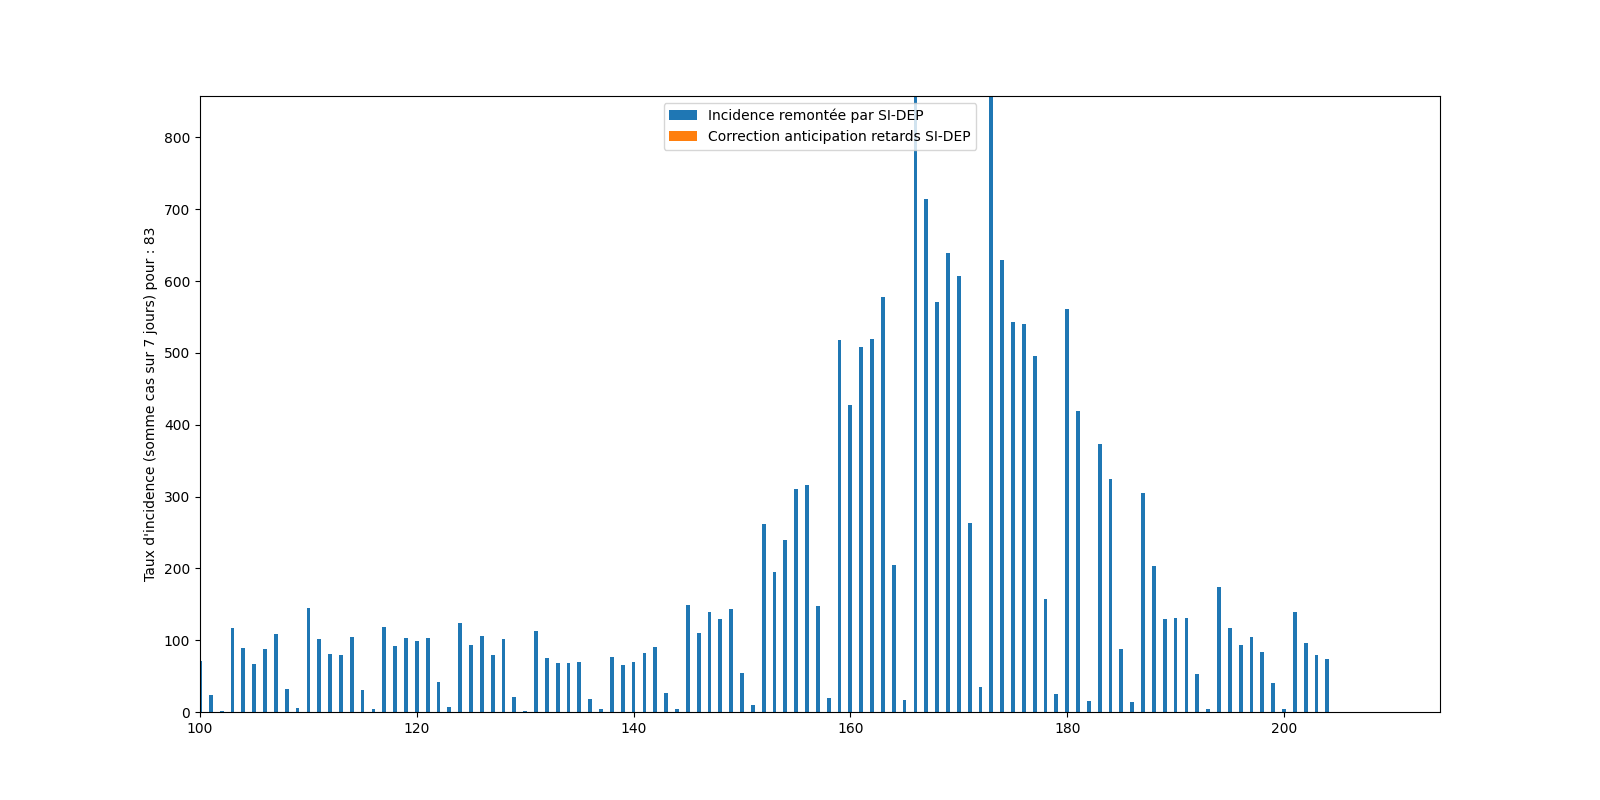 Incidence remontée par SI-DEP
Correction anticipation retards SI-DEP
Taux d'incidence (somme cas sur 7 jours) pour : 83
800
700
600
500
400
300
200
100
0
100 120 140 160 180 200